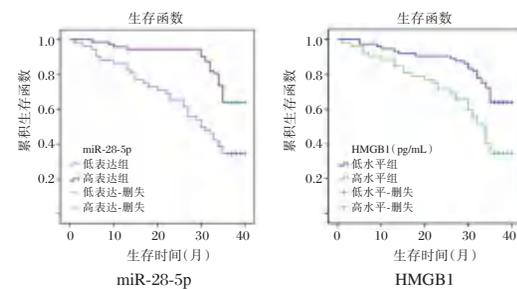 生存函数
1.0
0.8
0.6
0.4
0.2
累积生存函数
miR-28-5p
低表达组
高表达组
低表达-删失
高表达-删失
0 10 20 30 40
生存时间(月)
miR-28-5p
生存函数
1.0
0.8
0.6
0.4
0.2
累积生存函数
HMGB1(pg/mL)
低水平组
高水平组
低水平-删失
高水平-删失
0 10 20 30 40
生存时间(月)
HMGB1